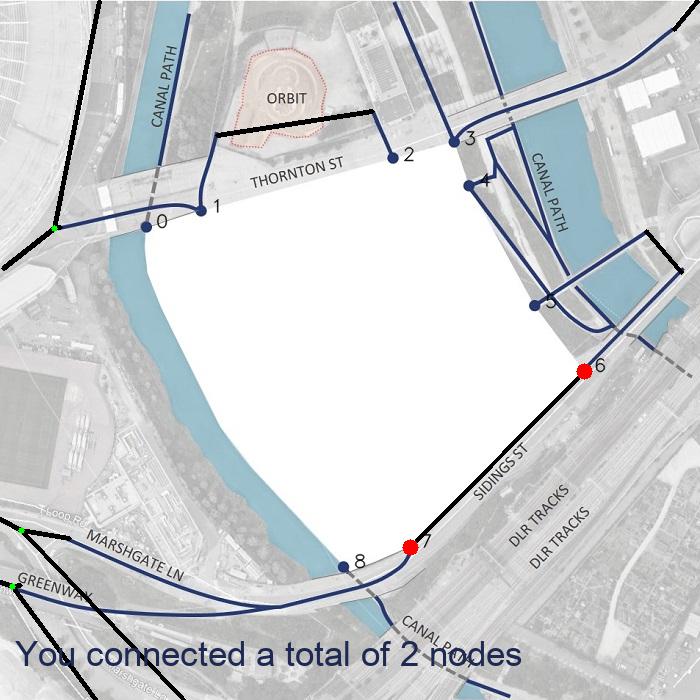 CANAL PATH
ORBIT
THORNTON ST
CANAL PATH
0
1
2
3
4
5
6
7
8
SIDINGS ST
DLR TRACKS
DLR TRACKS
MARSHGATE LN
GREENWAY
CANAL PATH
You connected a total of 2 nodes